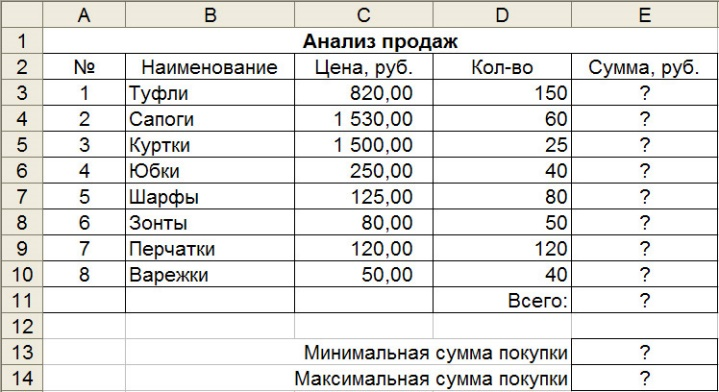 A B C D E
1 Анализ продаж
2 № Наименование Цена, руб. Кол-во Сумма, руб.
3 1 Туфли 820,00 150 ?
4 2 Сапоги 1 530,00 60 ?
5 3 Куртки 1 500,00 25 ?
6 4 Юбки 250,00 40 ?
7 5 Шарфы 125,00 80 ?
8 6 Зонты 80,00 50 ?
9 7 Перчатки 120,00 120 ?
10 8 Варежки 50,00 40 ?
11 Всего: ?
12
13 Минимальная сумма покупки ?
14 Максимальная сумма покупки ?